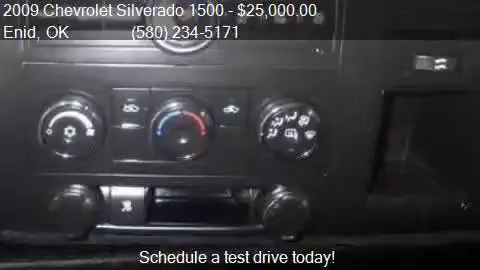 2009 Chevrolet Silverado 1500 - $25,000.00
Enid, OK (580) 234-5171
Schedule a test drive today!